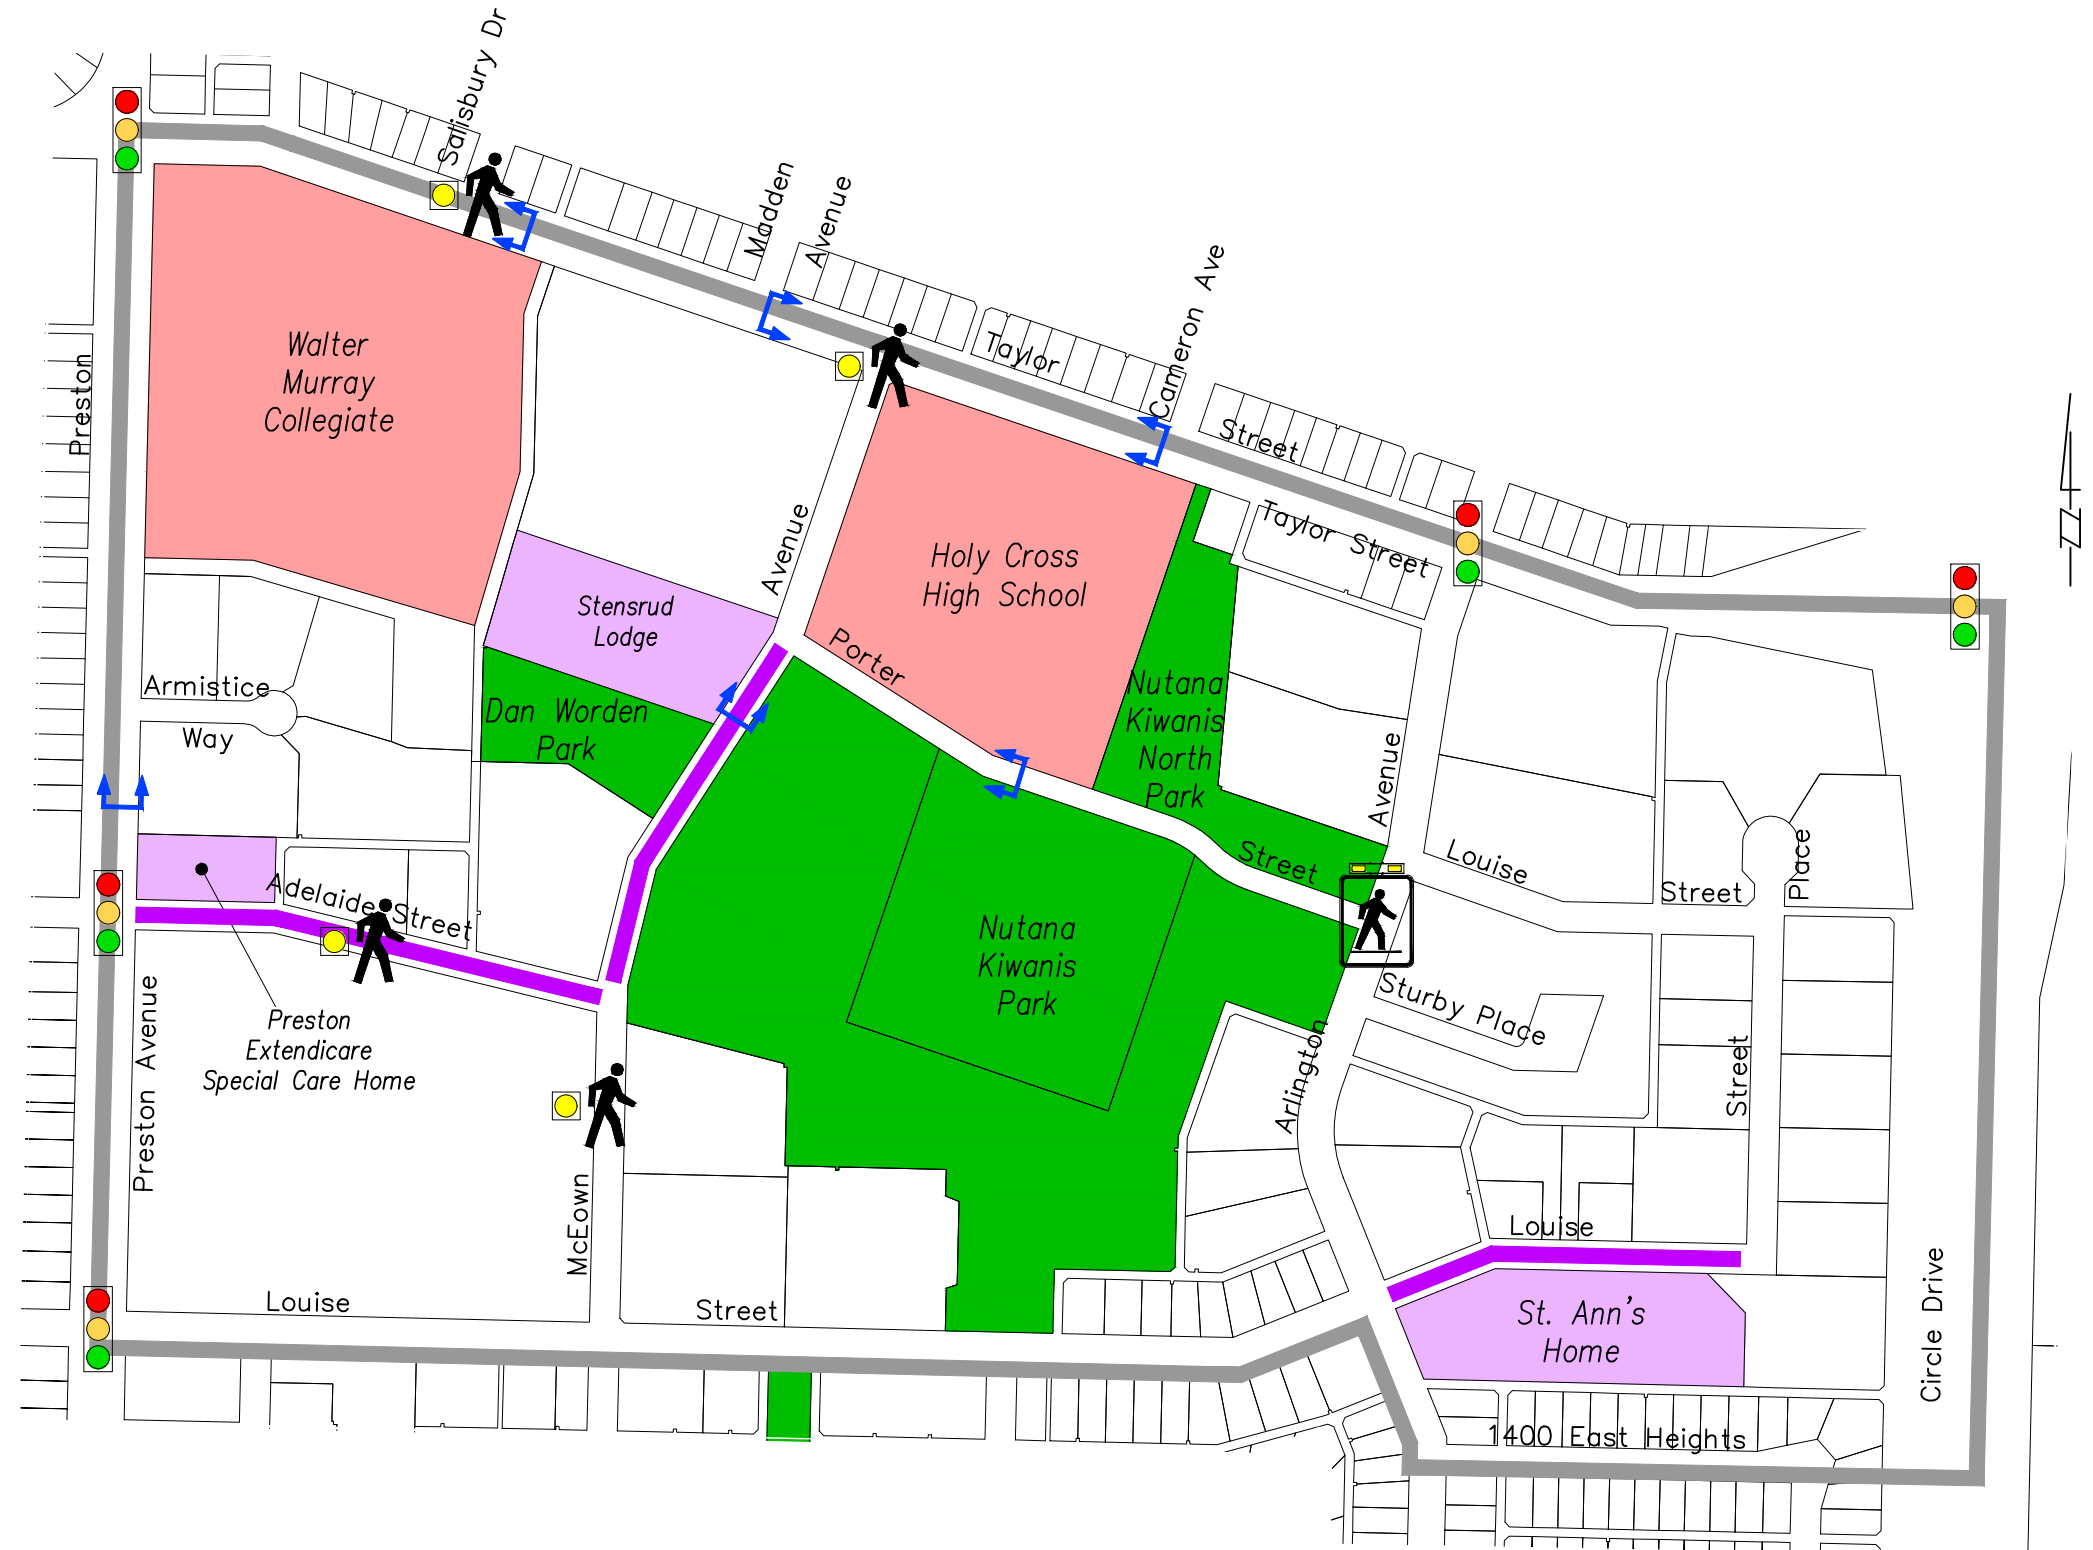 Salisbury Dr
Madden
Avenue
Cameron Ave
Taylor
Street
Taylor Street
Walter
Murray
Collegiate
Preston
Avenue
Holy Cross
High School
Stensrud
Lodge
Porter
Nutana
Kiwanis
North
Park
Armistice
Way
Dan Worden
Park
Avenue
Street
Louise
Street
Place
Adelaide Street
Nutana
Kiwanis
Park
Sturby Place
Preston Avenue
Preston
Extendicare
Special Care Home
Arlington
Street
McEown
Louise
Louise
Street
St. Ann's
Home
Circle Drive
1400 East Heights